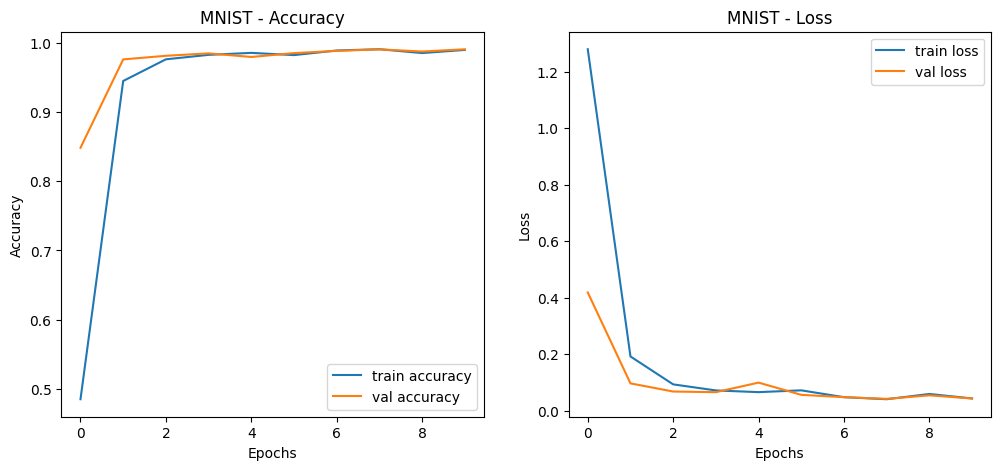 MNIST - Accuracy
1.0
0.9
0.8
0.7
0.6
0.5
Accuracy
0 2 4 6 8
Epochs
train accuracy
val accuracy
MNIST - Loss
1.2
1.0
0.8
0.6
0.4
0.2
0.0
Loss
0 2 4 6 8
Epochs
train loss
val loss